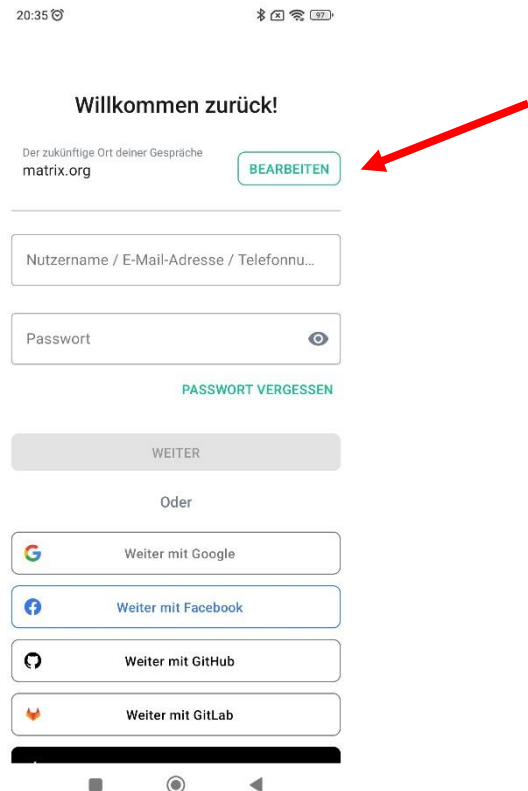 20:35
97
Willkommen zurück!
Der zukünftige Ort deiner Gespräche
matrix.org
BEARBEITEN
Nutzername / E-Mail-Adresse / Telefonnu...
Passwort
PASSWORT VERGESSEN
WEITER
Oder
Weiter mit Google
Weiter mit Facebook
Weiter mit GitHub
Weiter mit GitLab